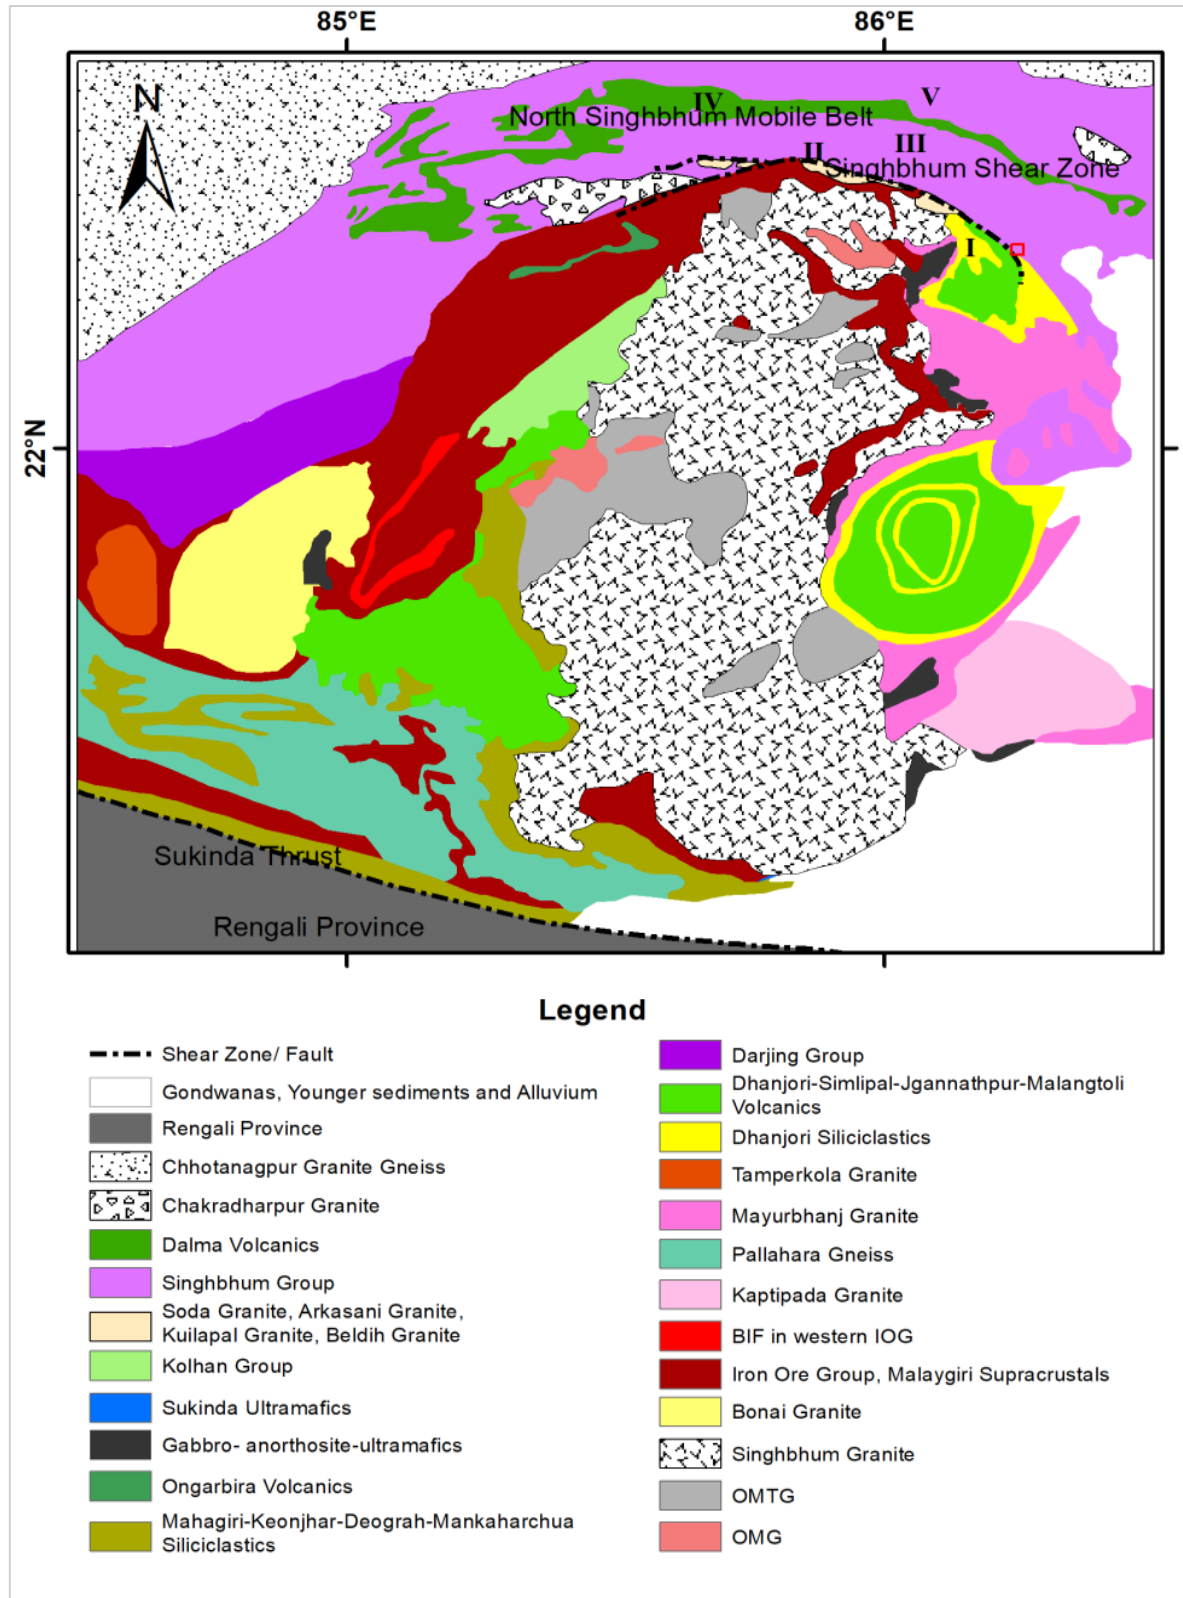 85°E
86°E
N
IV
V
North Singhbhum Mobile Belt
II
III
Singhbhum Shear Zone
I
22°N
Sukinda Thrust
Rengali Province
Legend
Shear Zone/ Fault
Gondwanas, Younger sediments and Alluvium
Rengali Province
Chhotanagpur Granite Gneiss
Chakradharpur Granite
Dalma Volcanics
Singhbhum Group
Soda Granite, Arkasani Granite,
Kuilapal Granite, Beldih Granite
Kolhan Group
Sukinda Ultramafics
Gabbro- anorthosite-ultramafics
Ongarbira Volcanics
Mahagiri-Keonjhar-Deograh-Mankaharchua
Siliciclastics
Darjing Group
Dhanjori-Simlipal-Jgannathpur-Malangtoli
Volcanics
Dhanjori Siliciclastics
Tamperkola Granite
Mayurbhanj Granite
Pallahara Gneiss
Kaptipada Granite
BIF in western IOG
Iron Ore Group, Malaygiri Supracrustals
Bonai Granite
Singhbhum Granite
OMTG
OMG